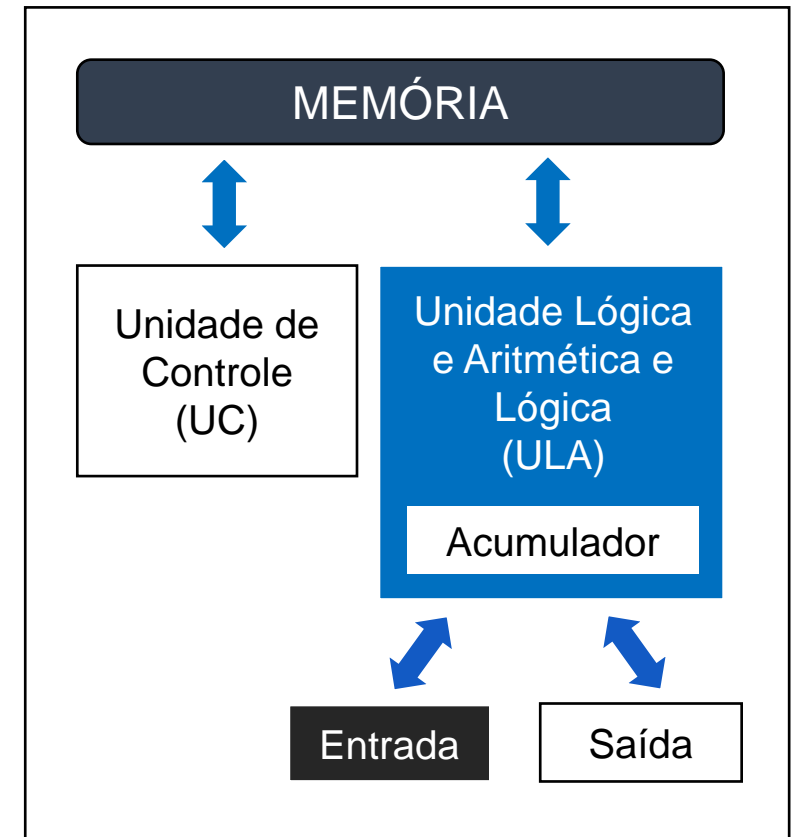 MEMÓRIA
Unidade de
Controle
(UC)
Unidade Lógica
e Aritmética e
Lógica
(ULA)
Acumulador
Entrada
Saída